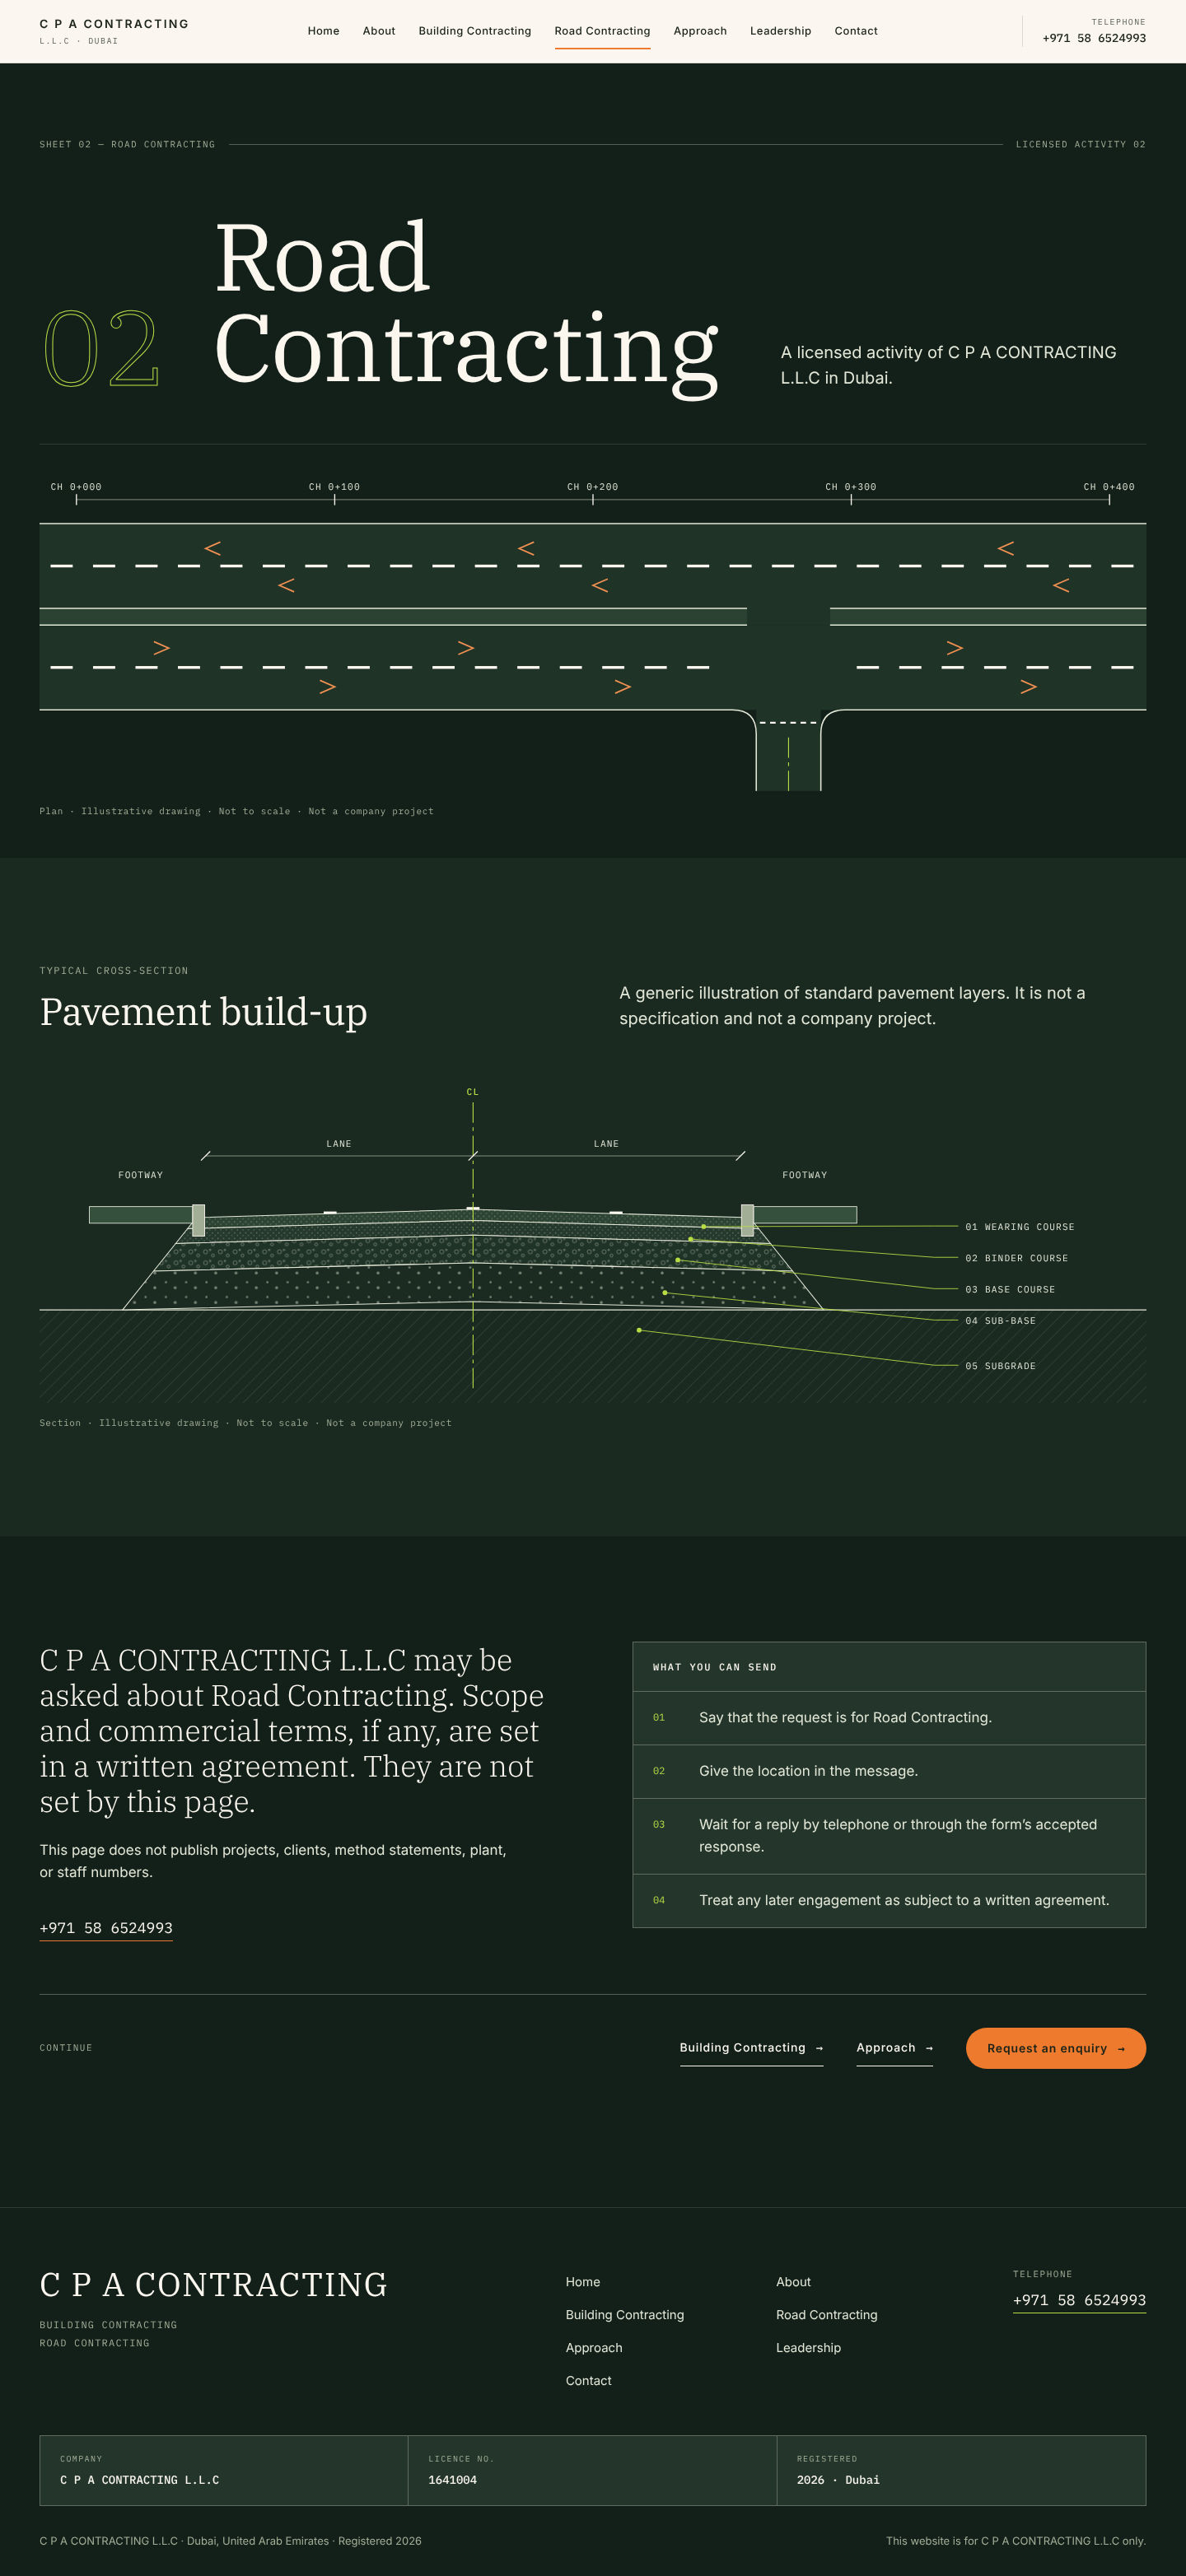 C P A CONTRACTING
L.L.C · DUBAI
Home
About
Building Contracting
Road Contracting
Approach
Leadership
Contact
TELEPHONE
+971 58 6524993
SHEET 02 — ROAD CONTRACTING
LICENSED ACTIVITY 02
02
Road
Contracting
A licensed activity of C P A CONTRACTING
L.L.C in Dubai.
CH 0+000
CH 0+100
CH 0+200
CH 0+300
CH 0+400
Plan · Illustrative drawing · Not to scale · Not a company project
TYPICAL CROSS-SECTION
Pavement build-up
A generic illustration of standard pavement layers. It is not a
specification and not a company project.
CL
LANE
LANE
FOOTWAY
FOOTWAY
01 WEARING COURSE
02 BINDER COURSE
03 BASE COURSE
04 SUB-BASE
05 SUBGRADE
Section · Illustrative drawing · Not to scale · Not a company project
C P A CONTRACTING L.L.C may be
asked about Road Contracting. Scope
and commercial terms, if any, are set
in a written agreement. They are not
set by this page.
This page does not publish projects, clients, method statements, plant,
or staff numbers.
+971 58 6524993
WHAT YOU CAN SEND
01 Say that the request is for Road Contracting.
02 Give the location in the message.
03 Wait for a reply by telephone or through the form’s accepted
response.
04 Treat any later engagement as subject to a written agreement.
CONTINUE
Building Contracting →
Approach →
Request an enquiry →
C P A CONTRACTING
BUILDING CONTRACTING
ROAD CONTRACTING
Home
About
Building Contracting
Road Contracting
Approach
Leadership
Contact
TELEPHONE
+971 58 6524993
COMPANY
C P A CONTRACTING L.L.C
LICENCE NO.
1641004
REGISTERED
2026 · Dubai
C P A CONTRACTING L.L.C · Dubai, United Arab Emirates · Registered 2026
This website is for C P A CONTRACTING L.L.C only.